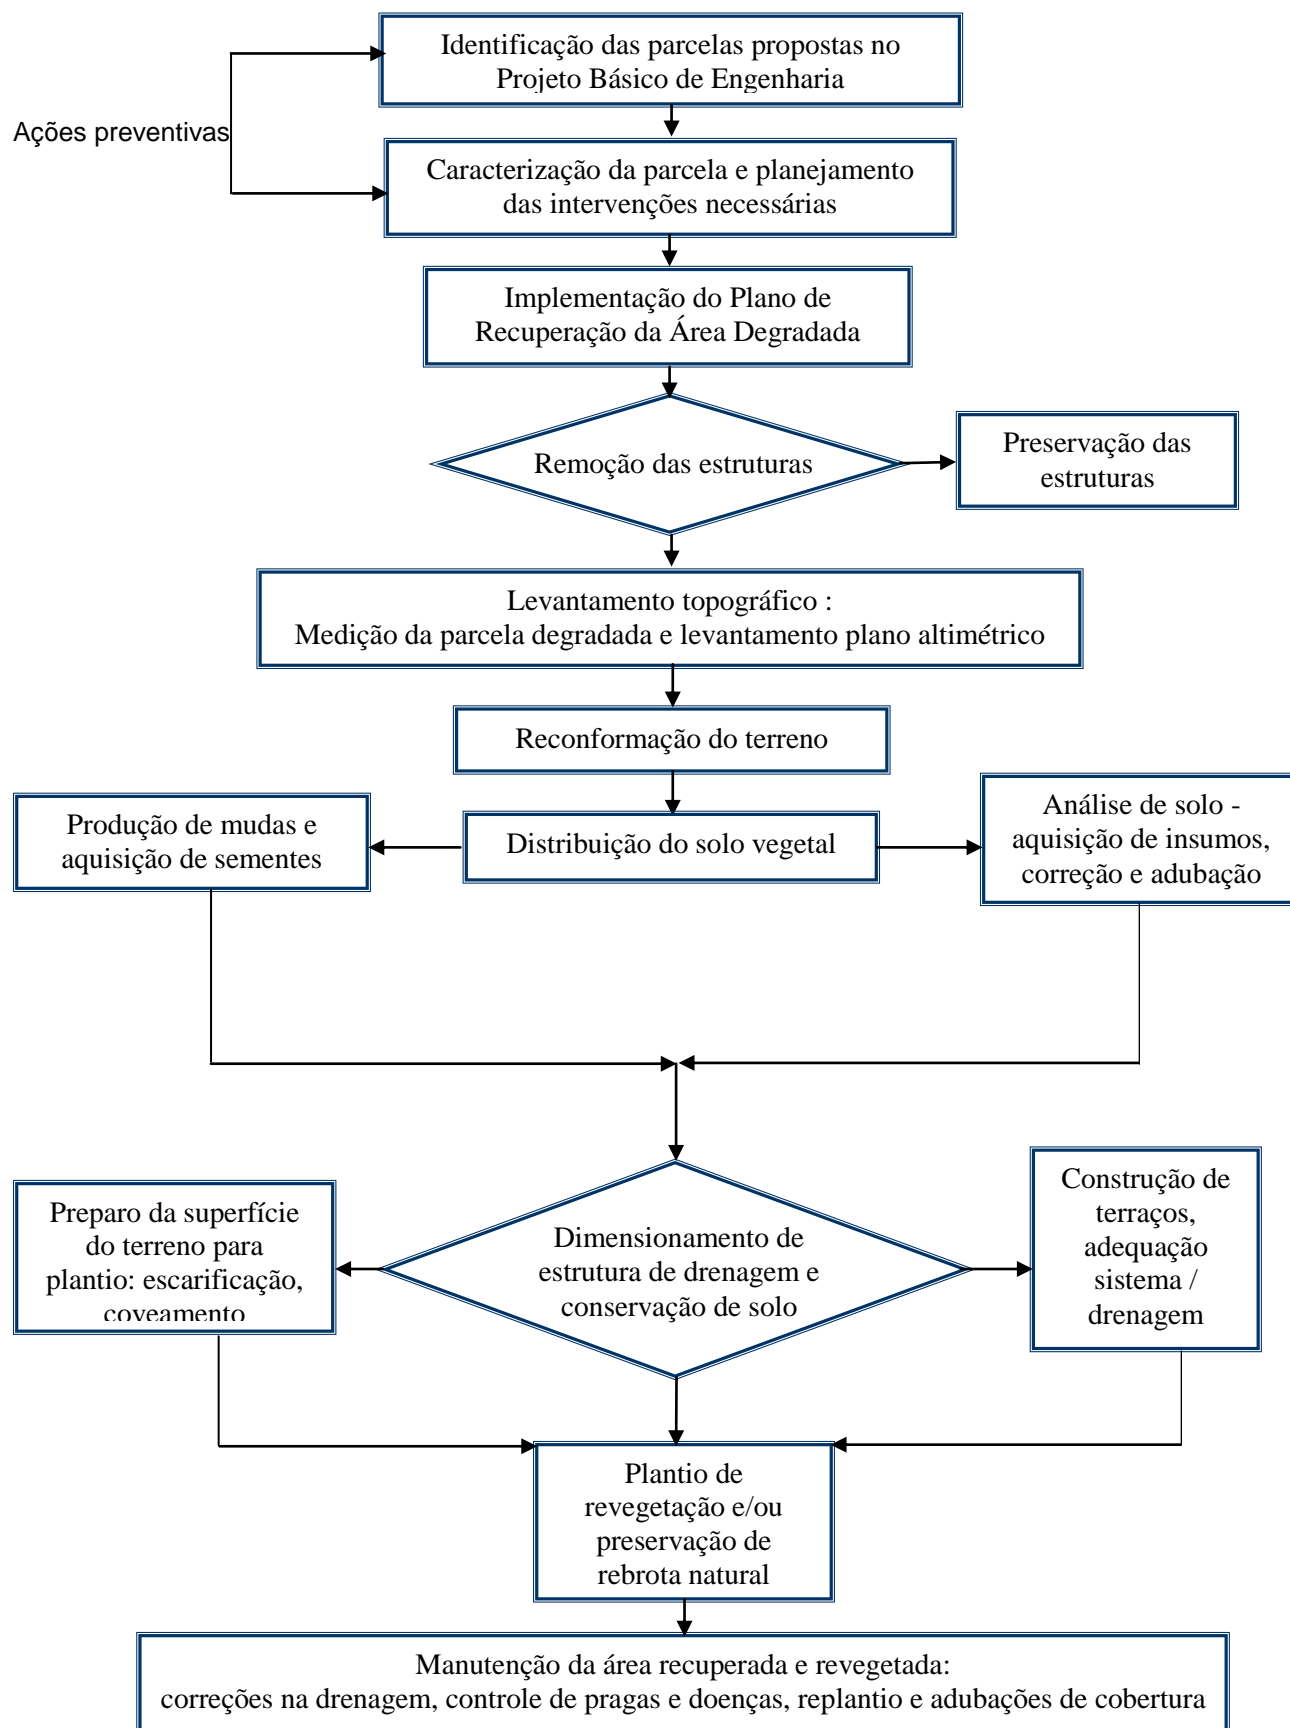 Identificação das parcelas propostas no
Projeto Básico de Engenharia
Ações preventivas
Caracterização da parcela e planejamento
das intervenções necessárias
Implementação do Plano de
Recuperação da Área Degradada
Remoção das estruturas
Preservação das
estruturas
Levantamento topográfico :
Medição da parcela degradada e levantamento plano altimétrico
Reconformação do terreno
Produção de mudas e
aquisição de sementes
Distribuição do solo vegetal
Análise de solo -
aquisição de insumos,
correção e adubação
Preparo da superfície
do terreno para
plantio: escarificação,
coveamento
Dimensionamento de
estrutura de drenagem e
conservação de solo
Construção de
terraços,
adequação
sistema /
drenagem
Plantio de
revegetação e/ou
preservação de
rebrota natural
Manutenção da área recuperada e revegetada:
correções na drenagem, controle de pragas e doenças, replantio e adubações de cobertura